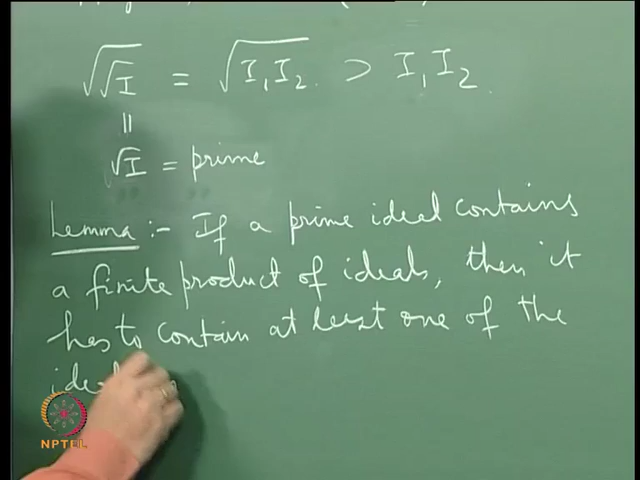 √√I = √I₁I₂ ⊃ I₁I₂
॥
√I = prime
Lemma :- If a prime ideal contains
a finite product of ideals, then it
has to contain at least one of the
NPTEL